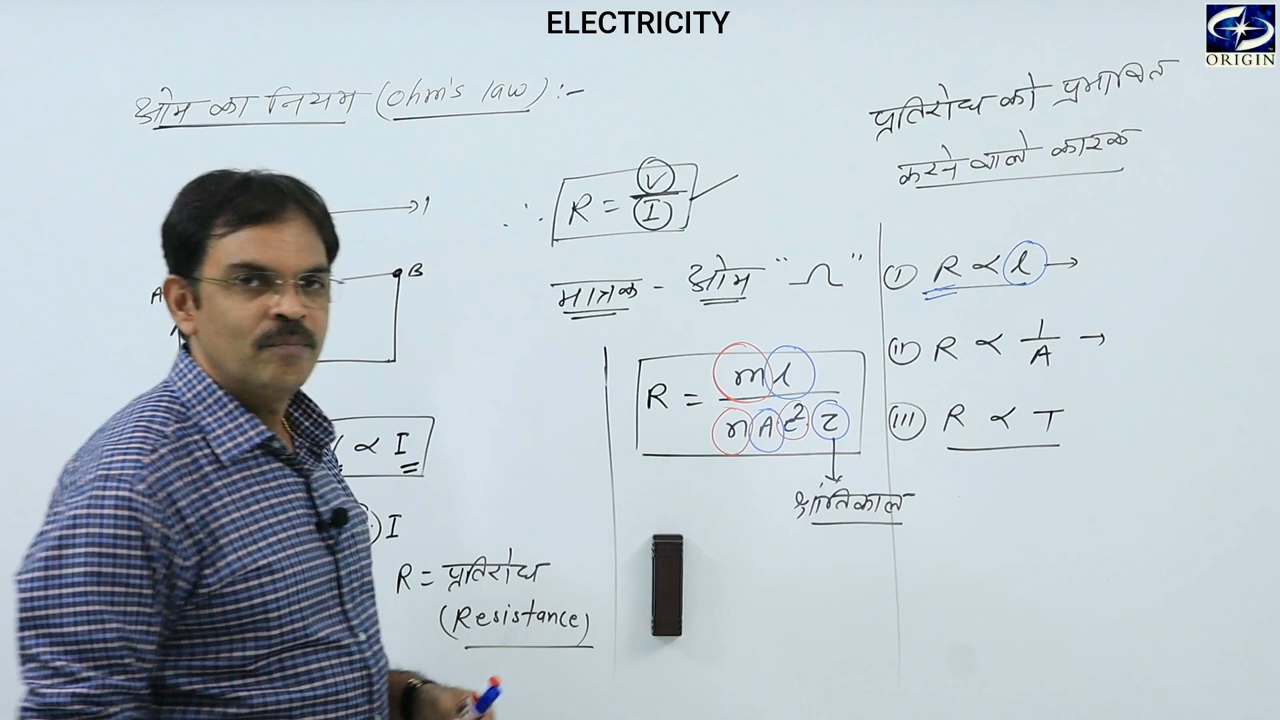 ELECTRICITY
ORIGIN
ओम का नियम (Ohm's law) :-
I
A
B
∝ I
I
R = प्रतिरोध
(Resistance)
∴ R = V/I
मात्रक - ओम "Ω"
R = ml / nAe²τ
श्रांतिकाल
प्रतिरोध को प्रभावित
करने वाले कारक
(I) R ∝ l →
(II) R ∝ 1/A →
(III) R ∝ T